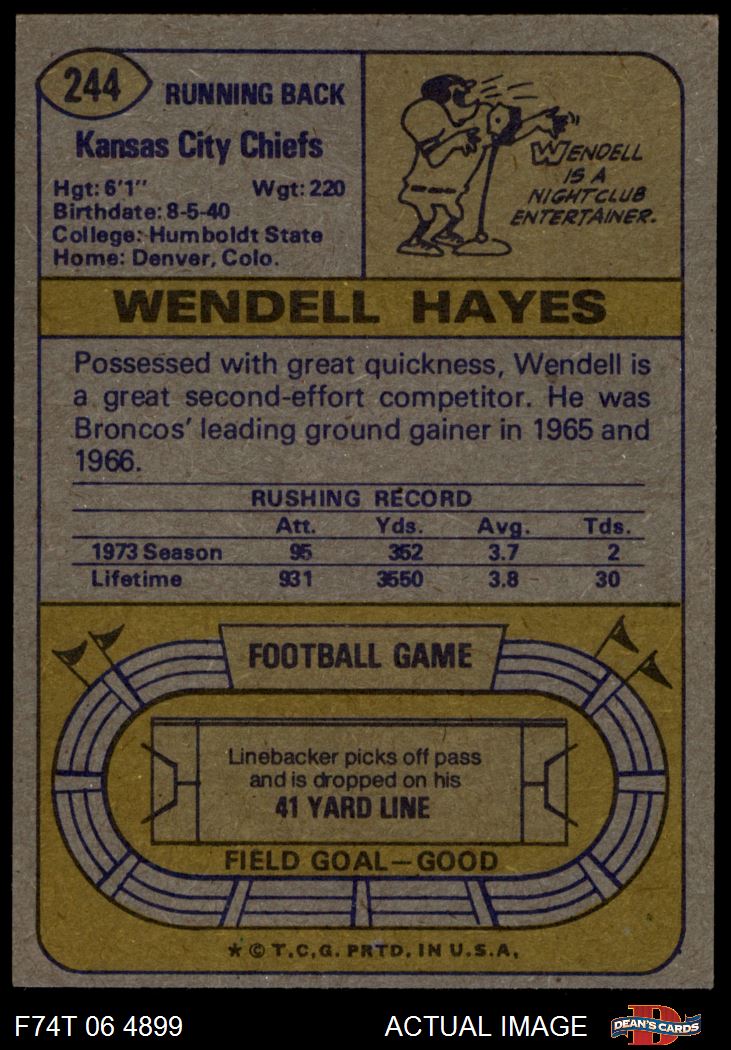 244
RUNNING BACK
Kansas City Chiefs
Hgt: 6'1" Wgt: 220
Birthdate: 8-5-40
College: Humboldt State
Home: Denver, Colo.
WENDELL
IS A
NIGHTCLUB
ENTERTAINER.
WENDELL HAYES
Possessed with great quickness, Wendell is
a great second-effort competitor. He was
Broncos' leading ground gainer in 1965 and
1966.
RUSHING RECORD
Att. Yds. Avg. Tds.
1973 Season 95 352 3.7 2
Lifetime 931 3550 3.8 30
FOOTBALL GAME
Linebacker picks off pass
and is dropped on his
41 YARD LINE
FIELD GOAL—GOOD
* © T.C.G. PRTD. IN U.S.A.
F74T 06 4899 ACTUAL IMAGE
DEAN'S CARDS